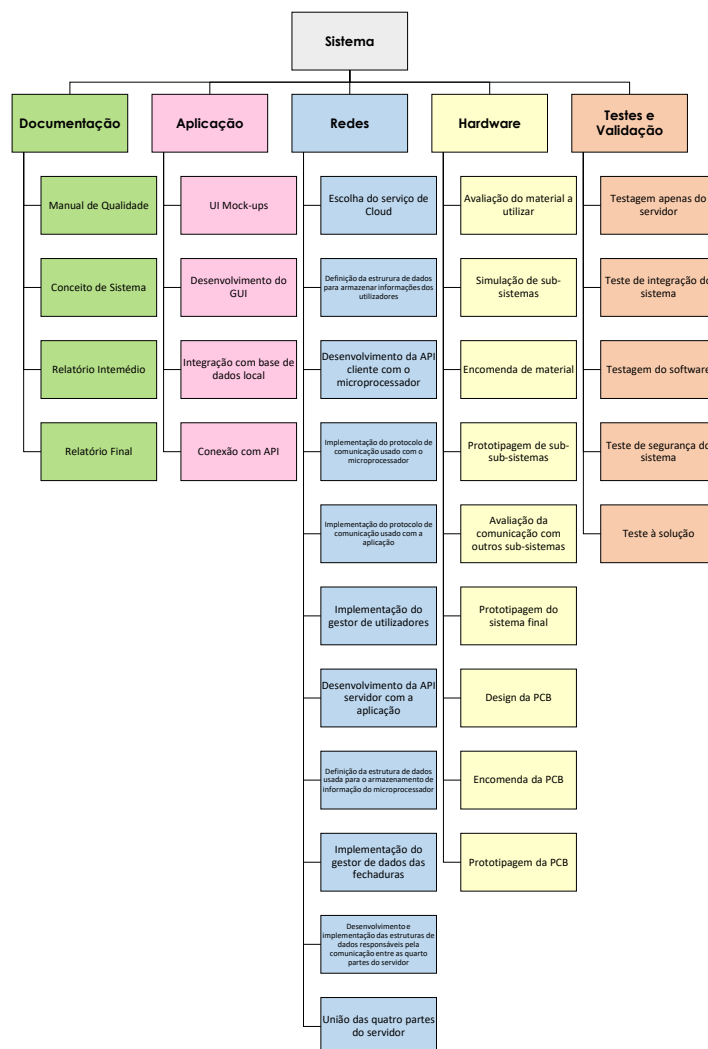 Sistema
Documentação
Aplicação
Redes
Hardware
Testes e
Validação
Manual de Qualidade
Conceito de Sistema
Relatório Intemédio
Relatório Final
UI Mock-ups
Desenvolvimento do
GUI
Integração com base de
dados local
Conexão com API
Escolha do serviço de
Cloud
Definição da estrurura de dados
para armazenar informações dos
utilizadores
Desenvolvimento da API
cliente com o
microprocessador
Implementação do protocolo de
comunicação usado com o
microprocessador
Implementação do protocolo de
comunicação usado com a
aplicação
Implementação do
gestor de utilizadores
Desenvolvimento da API
servidor com a
aplicação
Definição da estrutura de dados
usada para o armazenamento de
informação do microprocessador
Implementação do
gestor de dados das
fechaduras
Desenvolvimento e
implementação das estruturas de
dados responsáveis pela
comunicação entre as quarto
partes do servidor
União das quatro partes
do servidor
Avaliação do material a
utilizar
Simulação de sub-
sistemas
Encomenda de material
Prototipagem de sub-
sub-sistemas
Avaliação da
comunicação com
outros sub-sistemas
Prototipagem do
sistema final
Design da PCB
Encomenda da PCB
Prototipagem da PCB
Testagem apenas do
servidor
Teste de integração do
sistema
Testagem do software
Teste de segurança do
sistema
Teste à solução